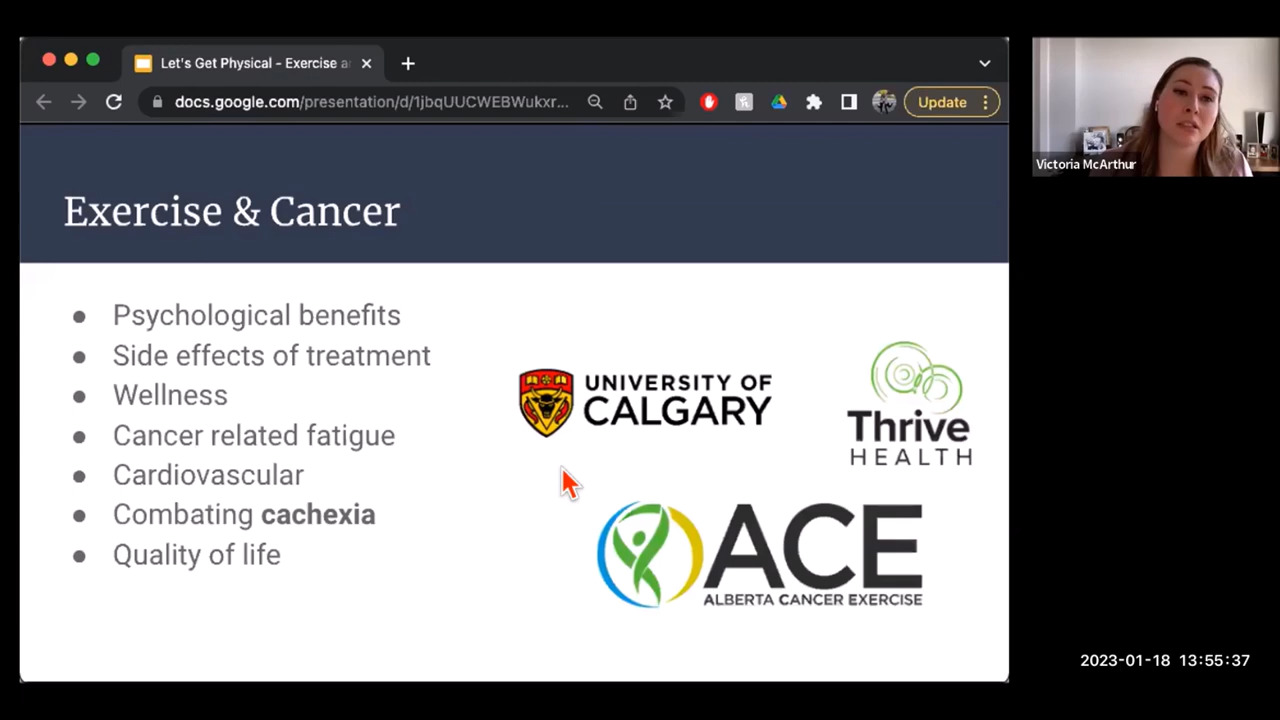 Let's Get Physical - Exercise a
docs.google.com/presentation/d/1jbqUUCWEBWukxr...
Update
Victoria McArthur
Exercise & Cancer
Psychological benefits
Side effects of treatment
Wellness
Cancer related fatigue
Cardiovascular
Combating cachexia
Quality of life
UNIVERSITY OF
CALGARY
Thrive
HEALTH
ACE
ALBERTA CANCER EXERCISE
2023-01-18 13:55:37